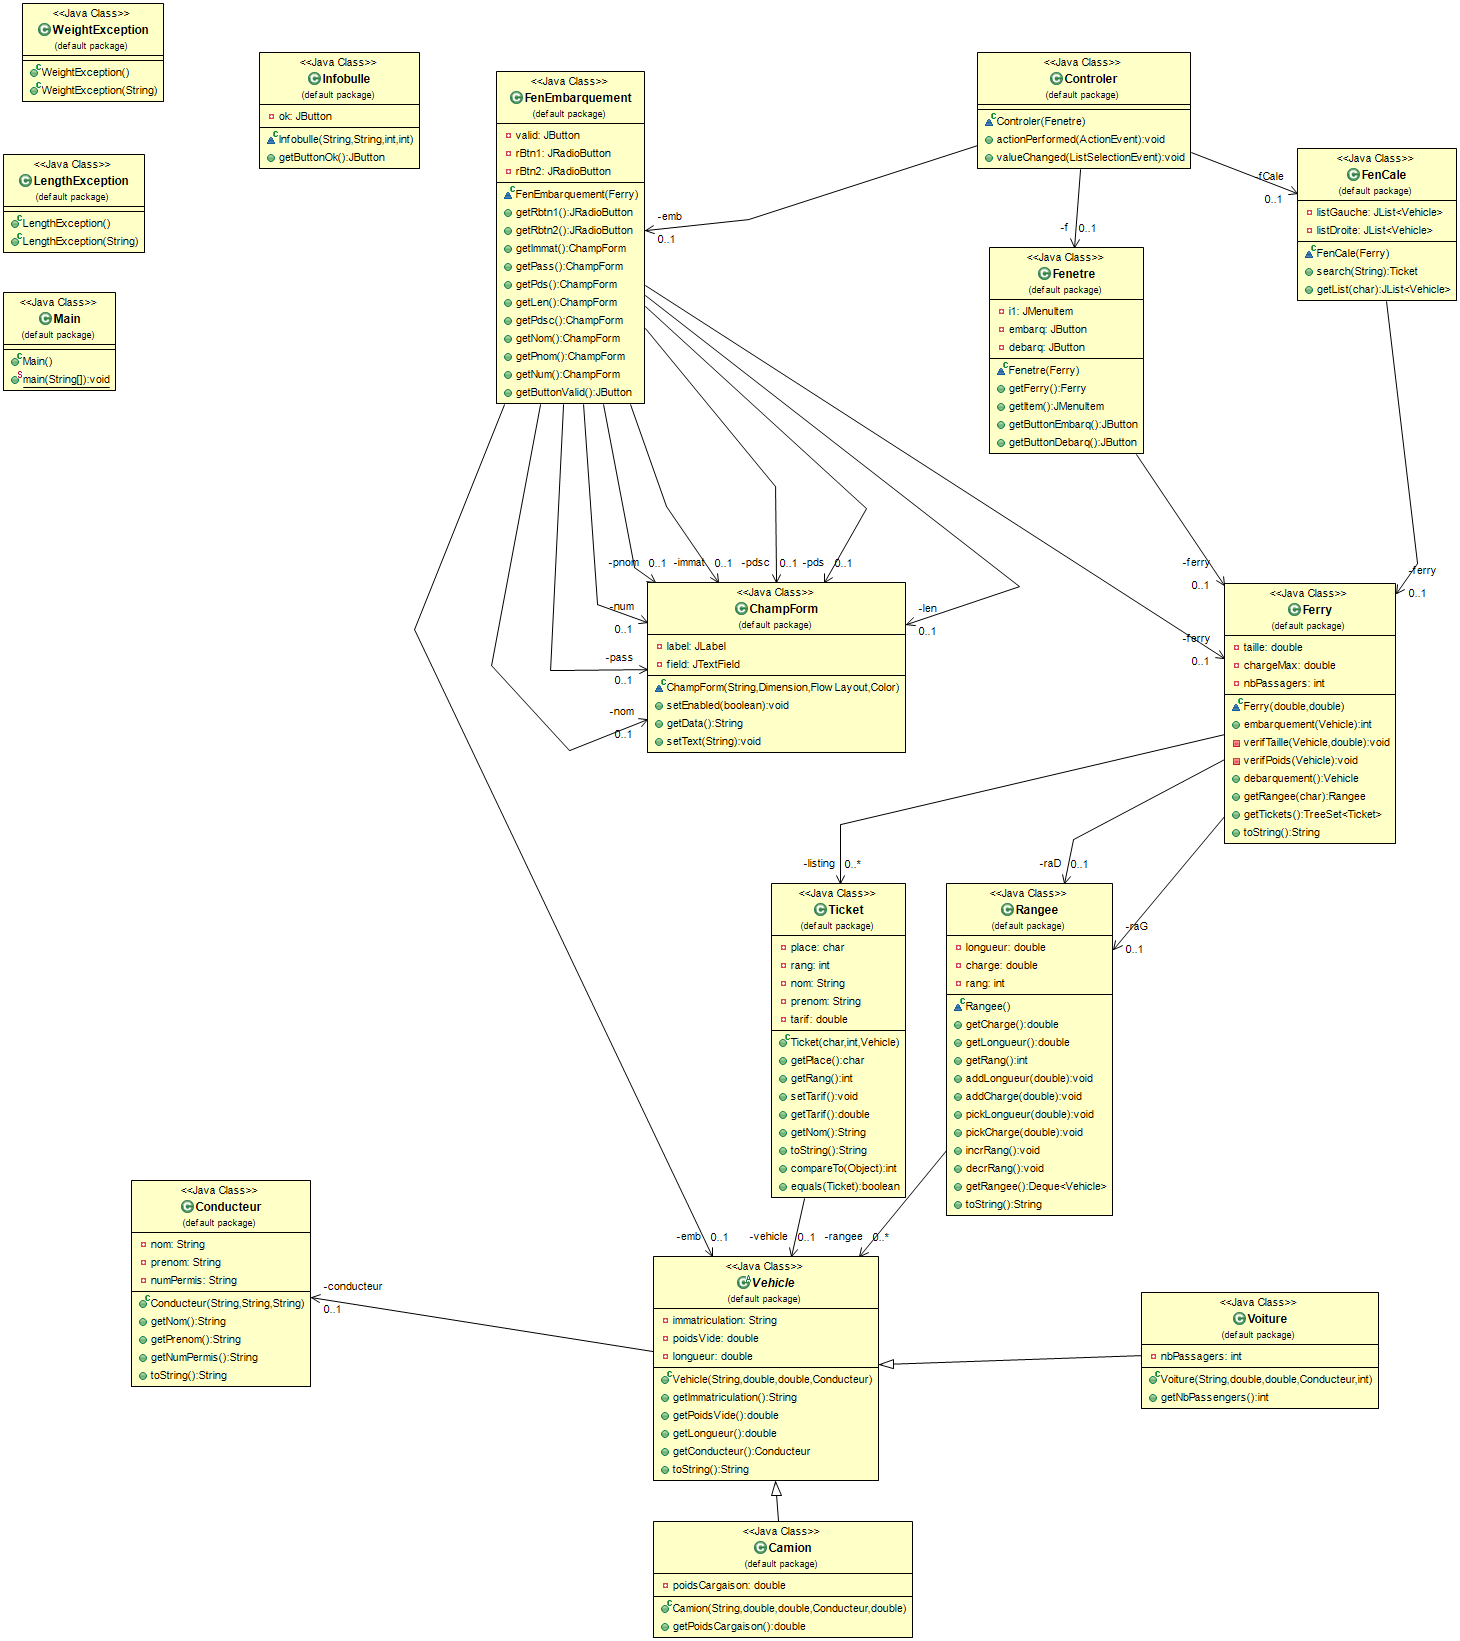 <<Java Class>>
WeightException
(default package)
WeightException()
WeightException(String)
<<Java Class>>
LengthException
(default package)
LengthException()
LengthException(String)
<<Java Class>>
Main
(default package)
Main()
main(String[]):void
<<Java Class>>
Infobulle
(default package)
ok: JButton
Infobulle(String,String,int,int)
getButtonOk():JButton
<<Java Class>>
FenEmbarquement
(default package)
valid: JButton
rBtn1: JRadioButton
rBtn2: JRadioButton
FenEmbarquement(Ferry)
getRbtn1():JRadioButton
getRbtn2():JRadioButton
getImmat():ChampForm
getPass():ChampForm
getPds():ChampForm
getLen():ChampForm
getPdsc():ChampForm
getNom():ChampForm
getPnom():ChampForm
getNum():ChampForm
getButtonValid():JButton
<<Java Class>>
Controler
(default package)
Controler(Fenetre)
actionPerformed(ActionEvent):void
valueChanged(ListSelectionEvent):void
-emb
0..1
-f
0..1
-fCale
0..1
<<Java Class>>
FenCale
(default package)
listGauche: JList<Vehicle>
listDroite: JList<Vehicle>
FenCale(Ferry)
search(String):Ticket
getList(char):JList<Vehicle>
<<Java Class>>
Fenetre
(default package)
i1: JMenuItem
embarq: JButton
debarq: JButton
Fenetre(Ferry)
getFerry():Ferry
getItem():JMenuItem
getButtonEmbarq():JButton
getButtonDebarq():JButton
-pnom
0..1
-immat
0..1
-pdsc
0..1
-pds
0..1
-num
0..1
-pass
0..1
-nom
0..1
-len
0..1
-ferry
0..1
-ferry
0..1
-ferry
0..1
<<Java Class>>
ChampForm
(default package)
label: JLabel
field: JTextField
ChampForm(String,Dimension,Flow Layout,Color)
setEnabled(boolean):void
getData():String
setText(String):void
<<Java Class>>
Ferry
(default package)
taille: double
chargeMax: double
nbPassagers: int
Ferry(double,double)
embarquement(Vehicle):int
verifTaille(Vehicle,double):void
verifPoids(Vehicle):void
debarquement():Vehicle
getRangee(char):Rangee
getTickets():TreeSet<Ticket>
toString():String
-listing
0..*
-raD
0..1
-raG
0..1
<<Java Class>>
Ticket
(default package)
place: char
rang: int
nom: String
prenom: String
tarif: double
Ticket(char,int,Vehicle)
getPlace():char
getRang():int
setTarif():void
getTarif():double
getNom():String
toString():String
compareTo(Object):int
equals(Ticket):boolean
<<Java Class>>
Rangee
(default package)
longueur: double
charge: double
rang: int
Rangee()
getCharge():double
getLongueur():double
getRang():int
addLongueur(double):void
addCharge(double):void
pickLongueur(double):void
pickCharge(double):void
incrRang():void
decrRang():void
getRangee():Deque<Vehicle>
toString():String
-emb
0..1
-vehicle
0..1
-rangee
0..*
<<Java Class>>
Conducteur
(default package)
nom: String
prenom: String
numPermis: String
Conducteur(String,String,String)
getNom():String
getPrenom():String
getNumPermis():String
toString():String
-conducteur
0..1
<<Java Class>>
Vehicle
(default package)
immatriculation: String
poidsVide: double
longueur: double
Vehicle(String,double,double,Conducteur)
getImmatriculation():String
getPoidsVide():double
getLongueur():double
getConducteur():Conducteur
toString():String
<<Java Class>>
Voiture
(default package)
nbPassagers: int
Voiture(String,double,double,Conducteur,int)
getNbPassengers():int
<<Java Class>>
Camion
(default package)
poidsCargaison: double
Camion(String,double,double,Conducteur,double)
getPoidsCargaison():double